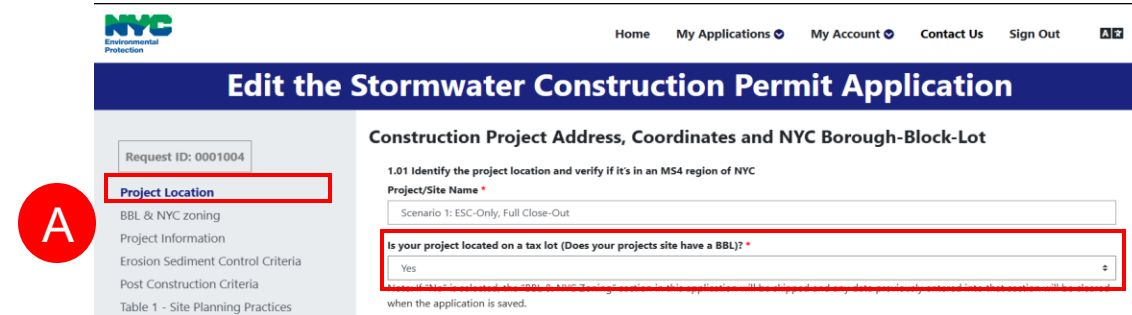 NYC
Environmental
Protection
Home My Applications My Account Contact Us Sign Out
Edit the Stormwater Construction Permit Application
Request ID: 0001004
Project Location
BBL & NYC zoning
Project Information
Erosion Sediment Control Criteria
Post Construction Criteria
Table 1 - Site Planning Practices
A
Construction Project Address, Coordinates and NYC Borough-Block-Lot
1.01 Identify the project location and verify if it's in an MS4 region of NYC
Project/Site Name *
Scenario 1: ESC-Only, Full Close-Out
Is your project located on a tax lot (Does your projects site have a BBL)? *
Yes
Note: If "No" is selected, the "BBL & NYC Zoning" section in this application will be skipped and any data previously entered into that section will be cleared
when the application is saved.